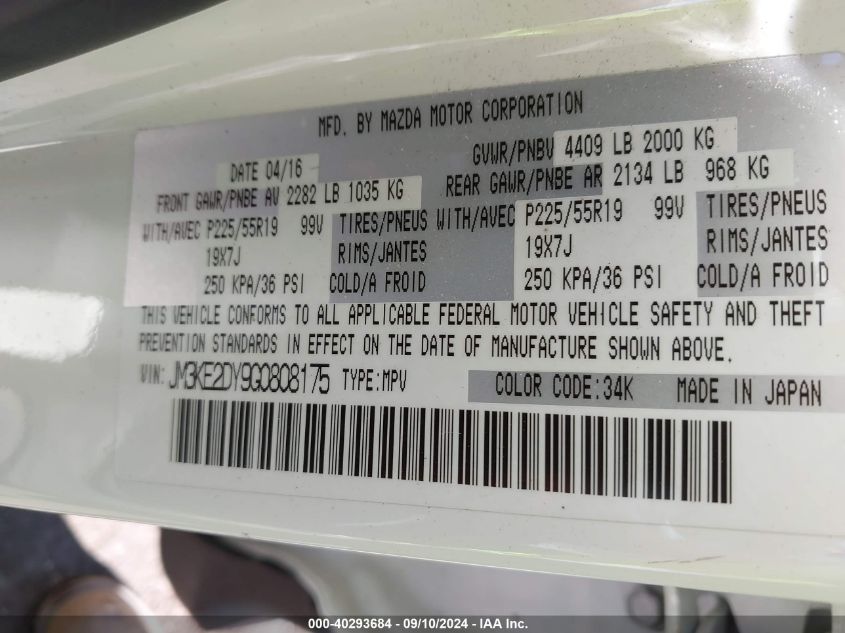 MFD. BY MAZDA MOTOR CORPORATION
DATE 04/16 GVWR/PNBV 4409 LB 2000 KG
FRONT GAWR/PNBE AV 2282 LB 1035 KG REAR GAWR/PNBE AR 2134 LB 968 KG
WITH/AVEC P225/55R19 99V TIRES/PNEUS WITH/AVEC P225/55R19 99V TIRES/PNEUS
19X7J RIMS/JANTES 19X7J RIMS/JANTES
250 KPA/36 PSI COLD/A FROID 250 KPA/36 PSI COLD/A FROID
THIS VEHICLE CONFORMS TO ALL APPLICABLE FEDERAL MOTOR VEHICLE SAFETY AND THEFT
PREVENTION STANDARDS IN EFFECT ON THE DATE OF MANUFACTURE SHOWN ABOVE.
VIN: JM3KE2DY9G0808175 TYPE:MPV COLOR CODE:34K MADE IN JAPAN
000-40293684 - 09/10/2024 - IAA Inc.